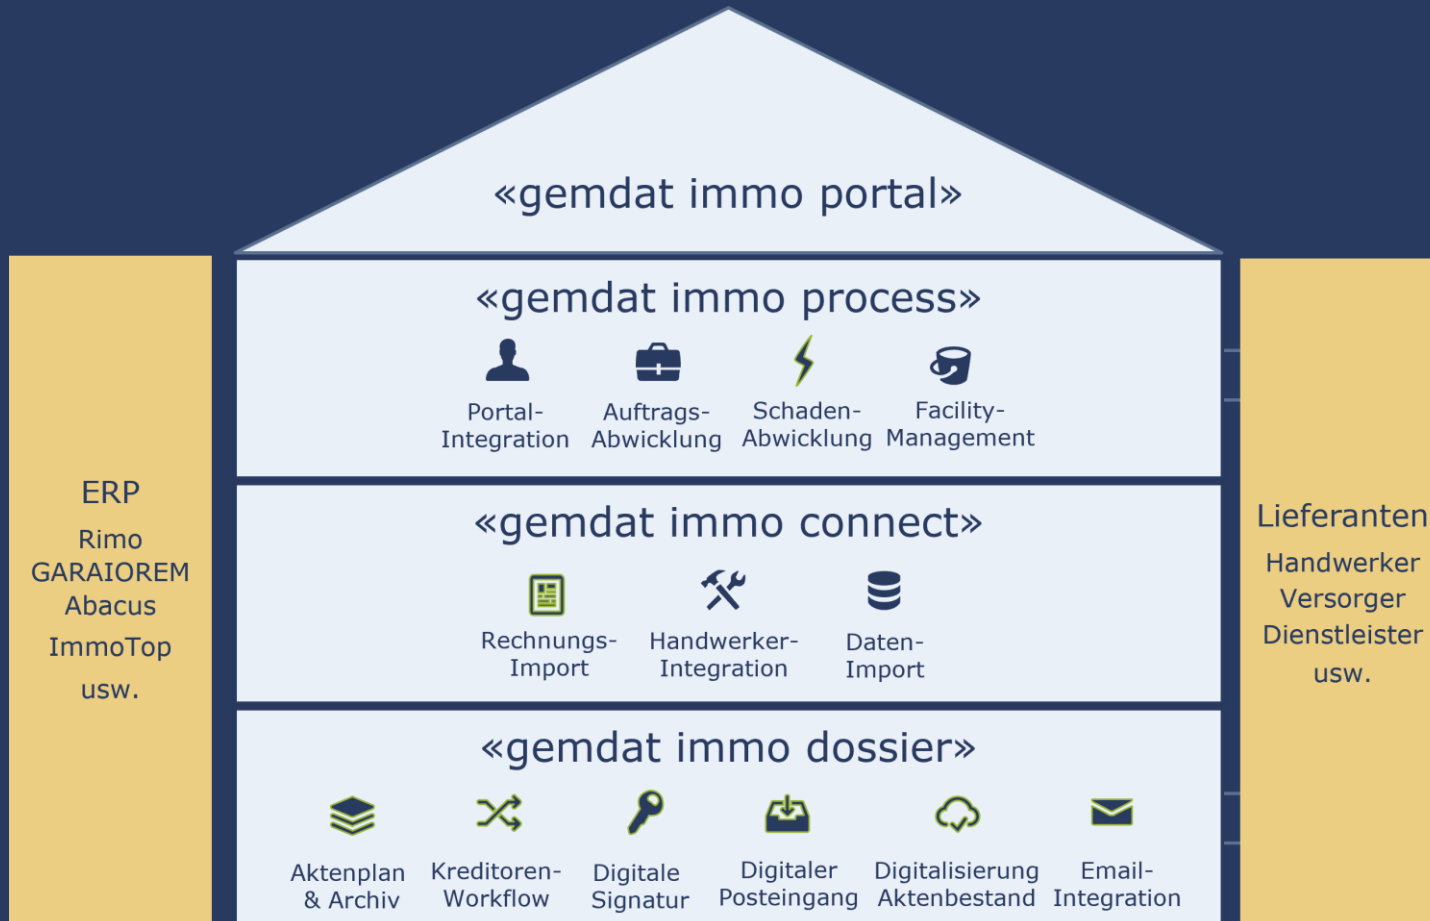 «gemdat immo portal»
«gemdat immo process»
Portal-
Integration
Auftrags-
Abwicklung
Schaden-
Abwicklung
Facility-
Management
«gemdat immo connect»
Rechnungs-
Import
Handwerker-
Integration
Daten-
Import
«gemdat immo dossier»
Aktenplan
& Archiv
Kreditoren-
Workflow
Digitale
Signatur
Digitaler
Posteingang
Digitalisierung
Aktenbestand
Email-
Integration
ERP
Rimo
GARAIOREM
Abacus
ImmoTop
usw.
Lieferanten
Handwerker
Versorger
Dienstleister
usw.